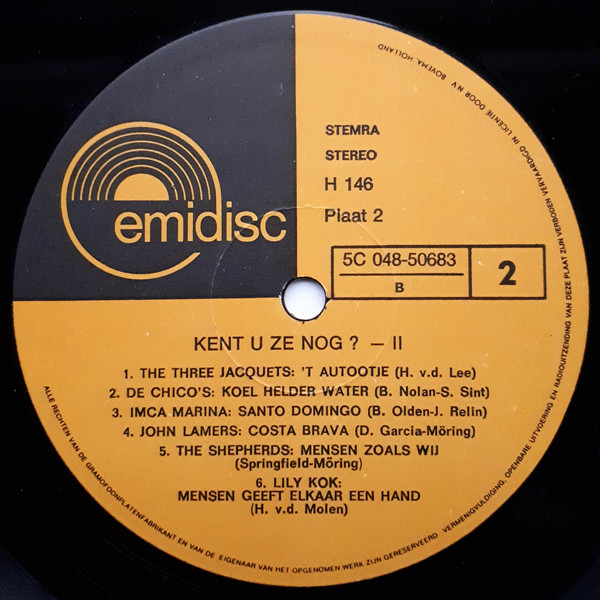 emidisc
STEMRA
STEREO
H 146
Plaat 2
5C 048-50683
B
2
KENT U ZE NOG ? – II
1. THE THREE JACQUETS: 'T AUTOOTJE (H. v.d. Lee)
2. DE CHICO'S: KOEL HELDER WATER (B. Nolan-S. Sint)
3. IMCA MARINA: SANTO DOMINGO (B. Olden-J. Relin)
4. JOHN LAMERS: COSTA BRAVA (D. Garcia-Möring)
5. THE SHEPHERDS: MENSEN ZOALS WIJ
(Springfield-Möring)
6. LILY KOK:
MENSEN GEEFT ELKAAR EEN HAND
(H. v.d. Molen)
ALLE RECHTEN VAN DE GRAMOFOONPLATENFABRIKANT EN VAN DE EIGENAAR VAN HET OPGENOMEN WERK ZIJN GERESERVEERD VERMENIGVULDIGING, OPENBARE UITVOERING EN RADIOUITZENDING VAN DEZE PLAAT ZIJN VERBODEN VERVAARDIGD IN LICENTIE DOOR N.V. BOVEMA, HOLLAND